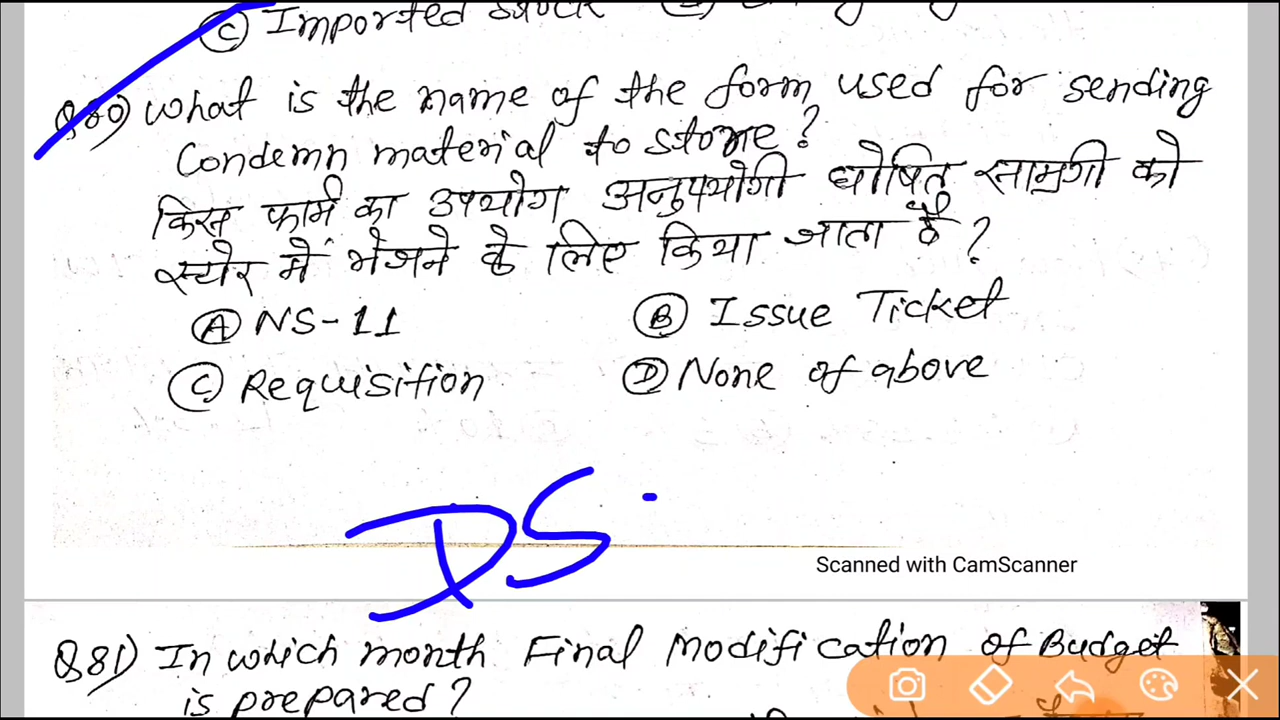 (C) Imported Stock
Q80) What is the name of the form used for sending
Condemn material to store?
किस फार्म का उपयोग अनुपयोगी घोषित सामग्री को
स्टोर में भेजने के लिए किया जाता है?
(A) NS-11 (B) Issue Ticket
(C) Requisition (D) None of above
DS-
Scanned with CamScanner
Q81) In which month Final Modification of Budget
is prepared?